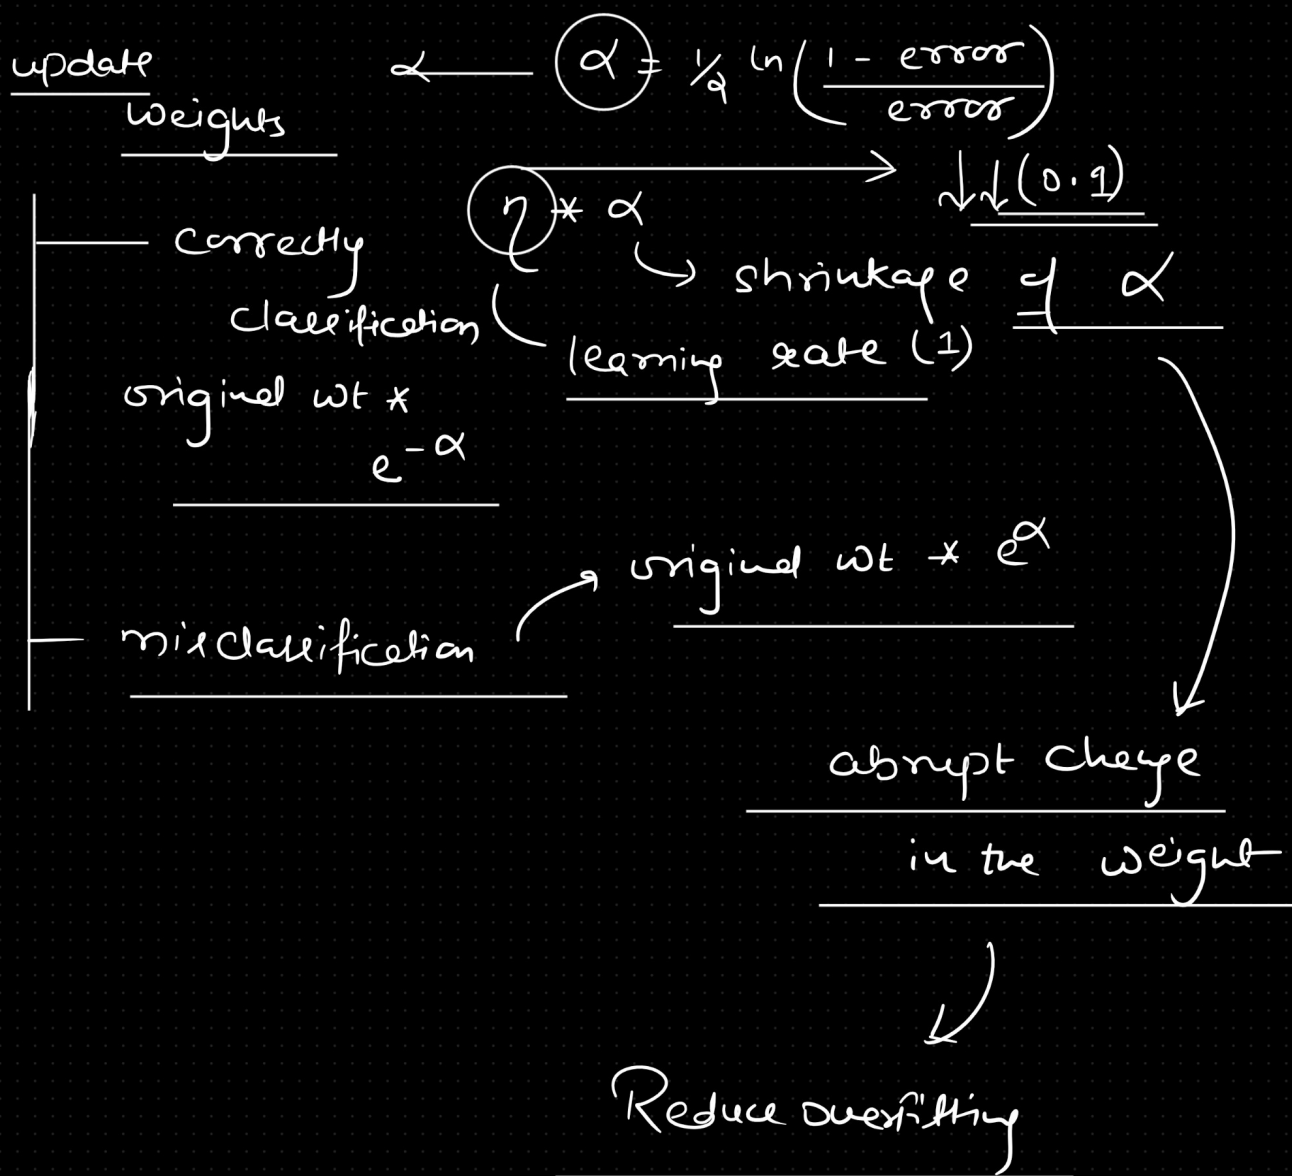 update
weights
α ← α = 1/2 ln(1 - error / error)
η * α → ↓↓(0.1)
correctly
classification
→ shrinkage of α
learning rate (1)
original wt *
e^-α
original wt * e^α
misclassification
abrupt change
in the weight
Reduce overfitting